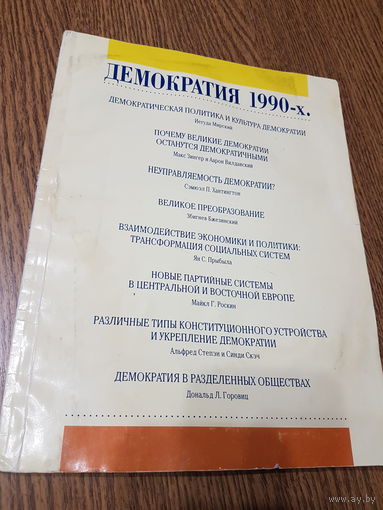 ДЕМОКРАТИЯ 1990-х.
ДЕМОКРАТИЧЕСКАЯ ПОЛИТИКА И КУЛЬТУРА ДЕМОКРАТИИ
Иегуда Мирский
ПОЧЕМУ ВЕЛИКИЕ ДЕМОКРАТИИ
ОСТАНУТСЯ ДЕМОКРАТИЧНЫМИ
Макс Зингер и Аарон Вилдавский
НЕУПРАВЛЯЕМОСТЬ ДЕМОКРАТИИ?
Сэмюэл П. Хантингтон
ВЕЛИКОЕ ПРЕОБРАЗОВАНИЕ
Збигнев Бжезинский
ВЗАИМОДЕЙСТВИЕ ЭКОНОМИКИ И ПОЛИТИКИ:
ТРАНСФОРМАЦИЯ СОЦИАЛЬНЫХ СИСТЕМ
Ян С. Прыбыла
НОВЫЕ ПАРТИЙНЫЕ СИСТЕМЫ
В ЦЕНТРАЛЬНОЙ И ВОСТОЧНОЙ ЕВРОПЕ
Майкл Г. Роскин
РАЗЛИЧНЫЕ ТИПЫ КОНСТИТУЦИОННОГО УСТРОЙСТВА
И УКРЕПЛЕНИЕ ДЕМОКРАТИИ
Альфред Степэн и Синди Скэч
ДЕМОКРАТИЯ В РАЗДЕЛЕННЫХ ОБЩЕСТВАХ
Дональд Л. Горовиц
www.ay.by